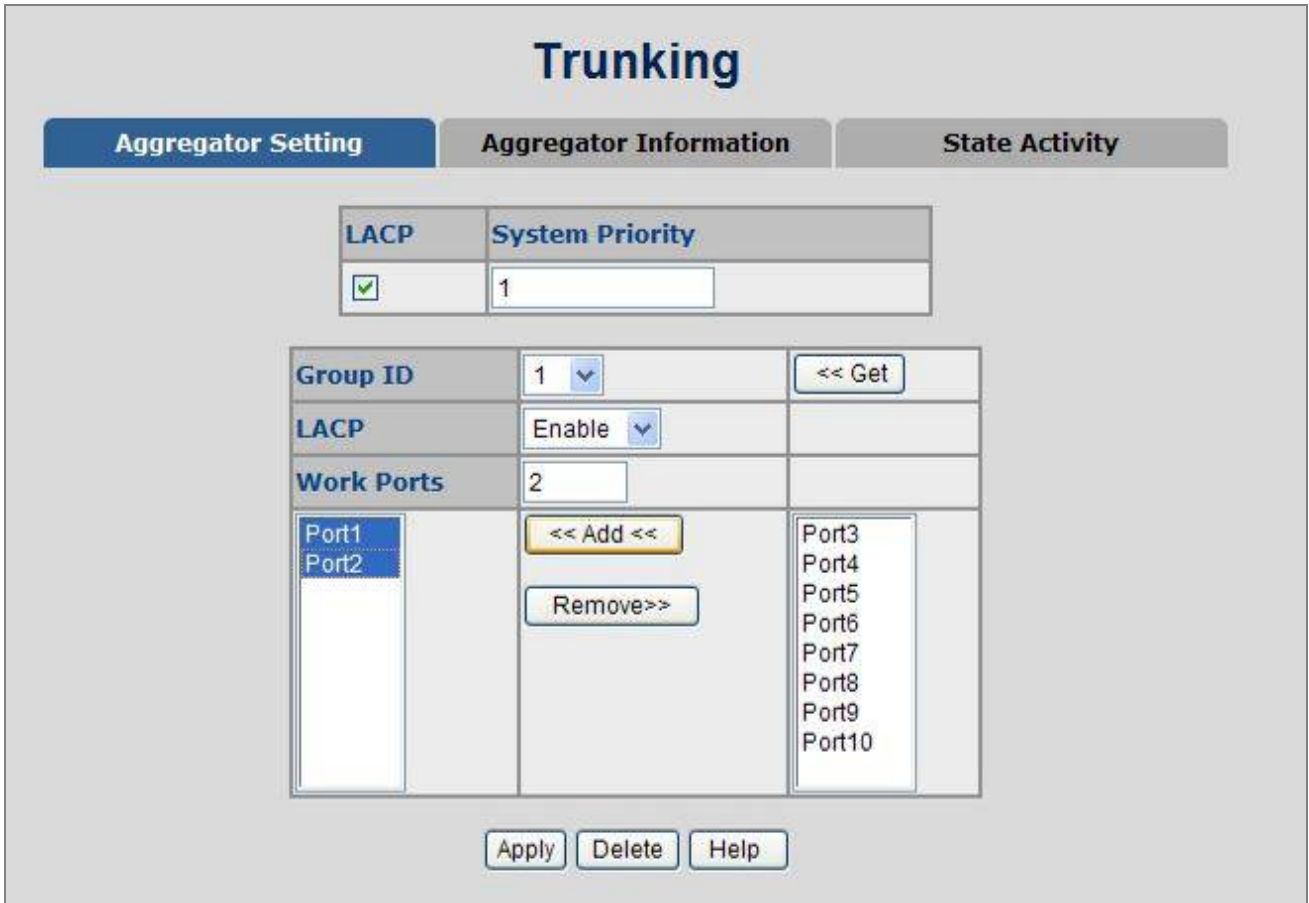 Trunking
Aggregator Setting
Aggregator Information
State Activity
LACP
System Priority
1
Group ID
1
<< Get
LACP
Enable
Work Ports
2
Port1
Port2
<< Add <<
Remove>>
Port3
Port4
Port5
Port6
Port7
Port8
Port9
Port10
Apply
Delete
Help